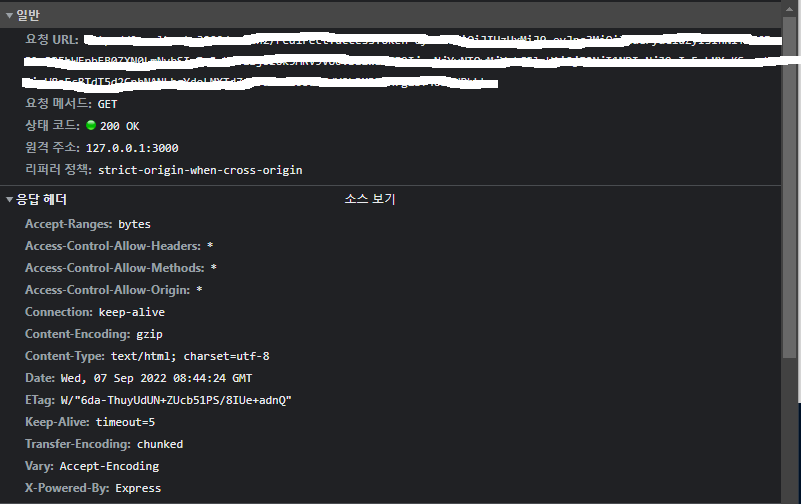 일반
요청 URL:
요청 메서드: GET
상태 코드: 200 OK
원격 주소: 127.0.0.1:3000
리퍼러 정책: strict-origin-when-cross-origin
응답 헤더 소스 보기
Accept-Ranges: bytes
Access-Control-Allow-Headers: *
Access-Control-Allow-Methods: *
Access-Control-Allow-Origin: *
Connection: keep-alive
Content-Encoding: gzip
Content-Type: text/html; charset=utf-8
Date: Wed, 07 Sep 2022 08:44:24 GMT
ETag: W/"6da-ThuyUdUN+ZUcb51PS/8IUe+adnQ"
Keep-Alive: timeout=5
Transfer-Encoding: chunked
Vary: Accept-Encoding
X-Powered-By: Express